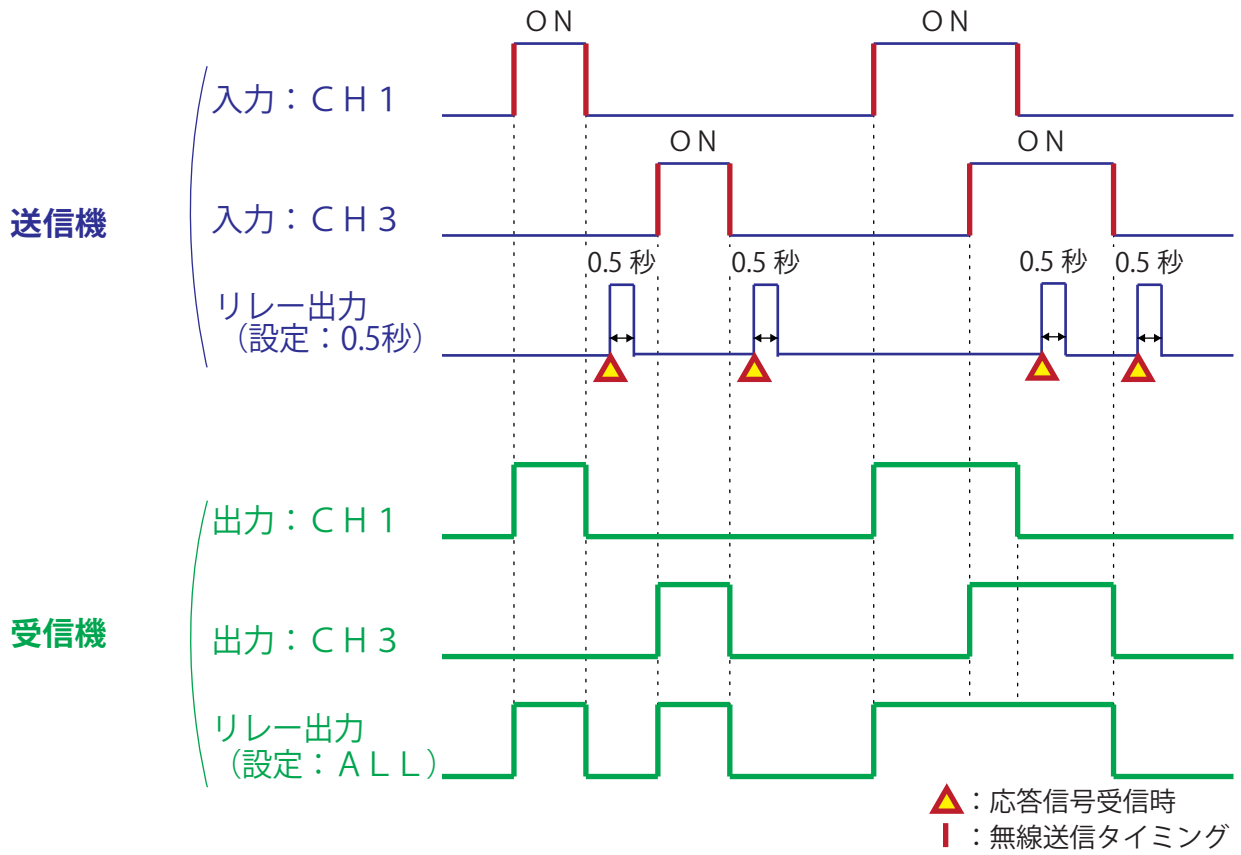 ON ON
入力：ＣＨ１
ON ON
送信機
入力：ＣＨ３
0.5 秒 0.5 秒 0.5 秒 0.5 秒
リレー出力
（設定：0.5秒）
出力：ＣＨ１
受信機
出力：ＣＨ３
リレー出力
（設定：ＡＬＬ）
：応答信号受信時
：無線送信タイミング